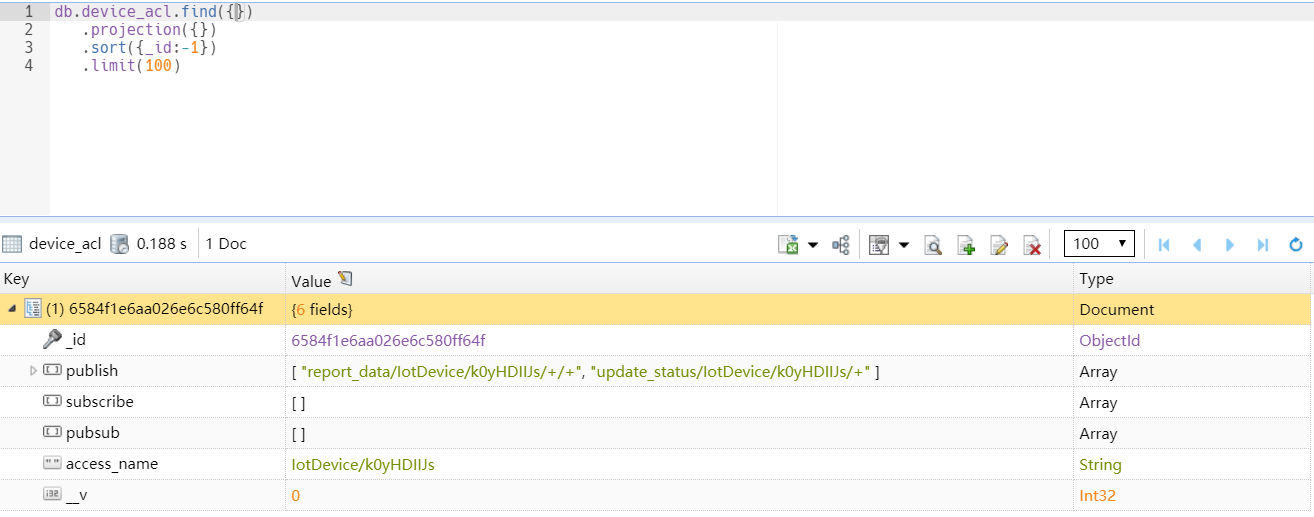 1 db.device_acl.find({})
2 .projection({})
3 .sort({_id:-1})
4 .limit(100)
device_acl 0.188 s 1 Doc 100
Key Value Type
(1) 6584f1e6aa026e6c580ff64f {6 fields} Document
_id 6584f1e6aa026e6c580ff64f ObjectId
publish [ "report_data/IotDevice/k0yHDIIJs/+/+", "update_status/IotDevice/k0yHDIIJs/+" ] Array
subscribe [ ] Array
pubsub [ ] Array
access_name IotDevice/k0yHDIIJs String
__v 0 Int32